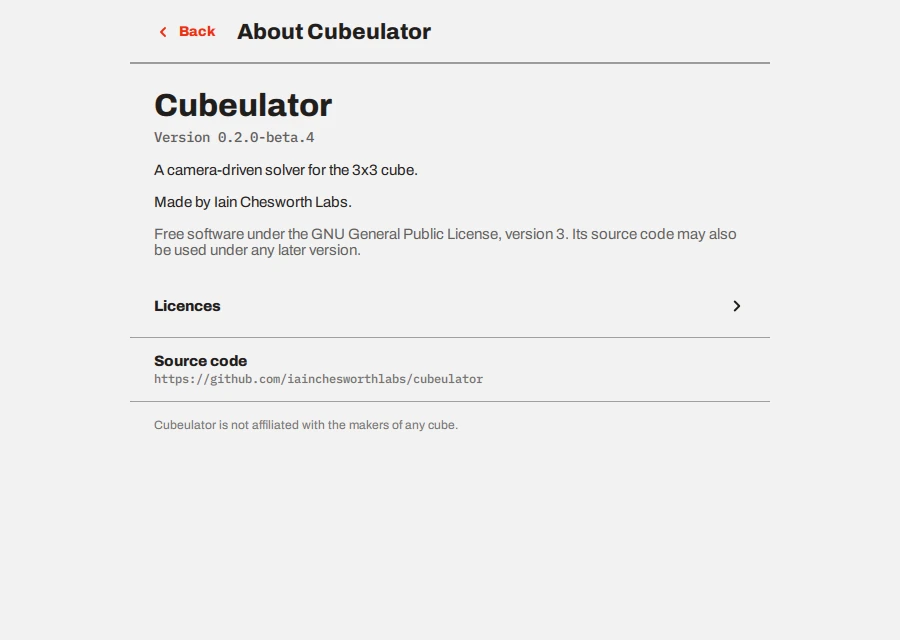 Back
About Cubeulator
Cubeulator
Version 0.2.0-beta.4
A camera-driven solver for the 3x3 cube.
Made by Iain Chesworth Labs.
Free software under the GNU General Public License, version 3. Its source code may also
be used under any later version.
Licences
Source code
https://github.com/iainchesworthlabs/cubeulator
Cubeulator is not affiliated with the makers of any cube.